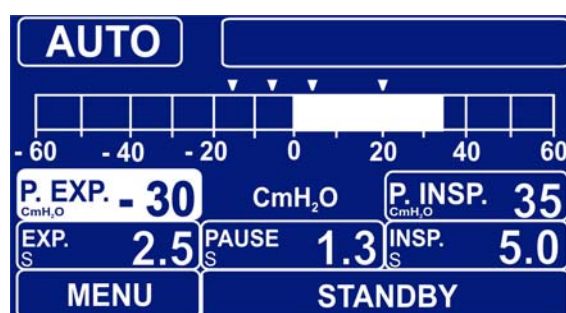 AUTO
- 60 - 40 - 20 0 20 40 60
P. EXP. CmH₂O - 30 CmH₂O P. INSP. CmH,O 35
EXP. S 2.5 PAUSE S 1.3 INSP. S 5.0
MENU STANDBY